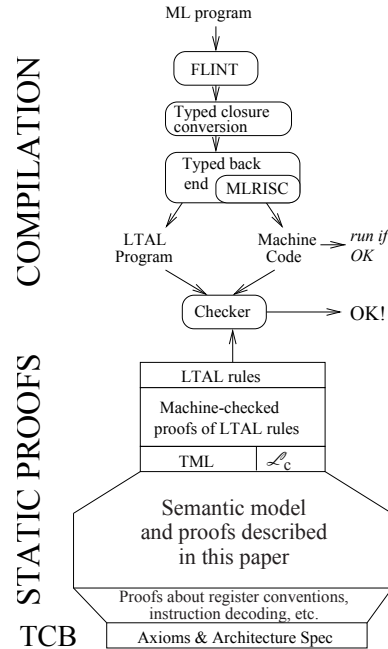 ML program
FLINT
Typed closure
conversion
Typed back
end
MLRISC
LTAL
Program
Machine
Code
run if
OK
Checker
OK!
COMPILATION
LTAL rules
Machine-checked
proofs of LTAL rules
TML
ℒc
Semantic model
and proofs described
in this paper
Proofs about register conventions,
instruction decoding, etc.
STATIC PROOFS
TCB
Axioms & Architecture Spec